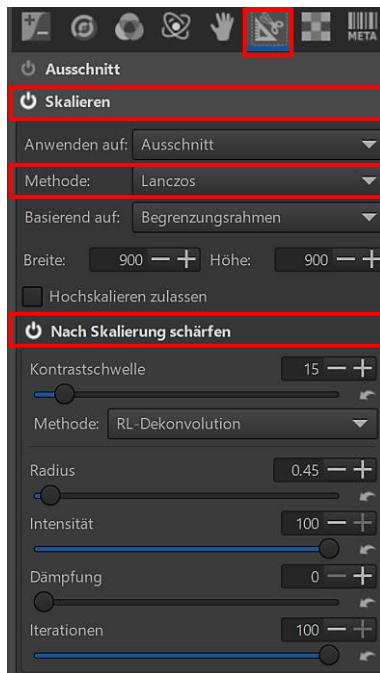 META
Ausschnitt
Skalieren
Anwenden auf: Ausschnitt
Methode: Lanczos
Basierend auf: Begrenzungsrahmen
Breite: 900 Höhe: 900
Hochskalieren zulassen
Nach Skalierung schärfen
Kontrastschwelle 15
Methode: RL-Dekonvolution
Radius 0.45
Intensität 100
Dämpfung 0
Iterationen 100